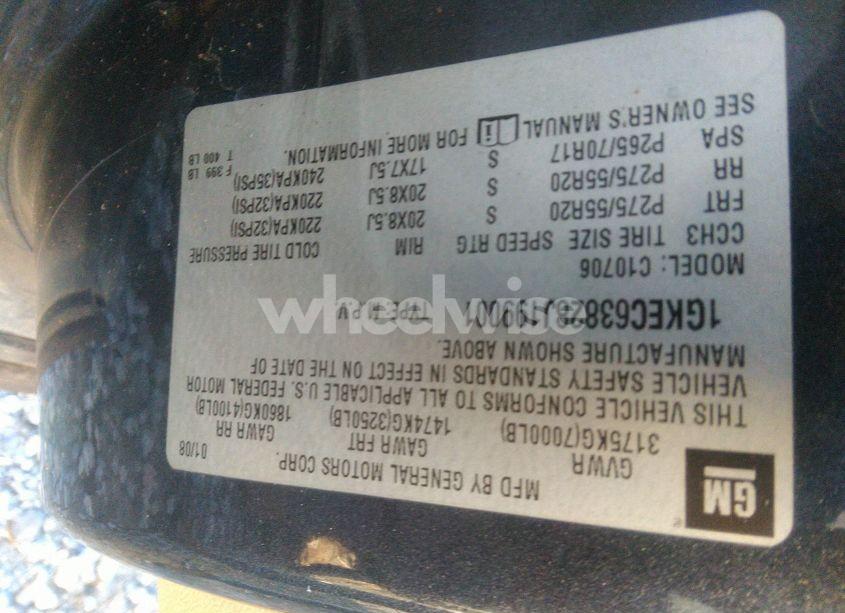 GM
MFD BY GENERAL MOTORS CORP.
01/08
GVWR GAWR FRT GAWR RR
3175KG(7000LB) 1474KG(3250LB) 1860KG(4100LB)
THIS VEHICLE CONFORMS TO ALL APPLICABLE U.S. FEDERAL MOTOR
VEHICLE SAFETY STANDARDS IN EFFECT ON THE DATE OF
MANUFACTURE SHOWN ABOVE.
TYPE: M.P.V.
MODEL: C10706
CCH3 TIRE SIZE SPEED RTG RIM COLD TIRE PRESSURE
FRT P275/55R20 S 20X8.5J 220KPA(32PSI)
RR P275/55R20 S 20X8.5J 220KPA(32PSI)
SPA P265/70R17 S 17X7.5J 240KPA(35PSI)
SEE OWNER'S MANUAL i FOR MORE INFORMATION.
F 399 LB
T 400 LB
wheelwise